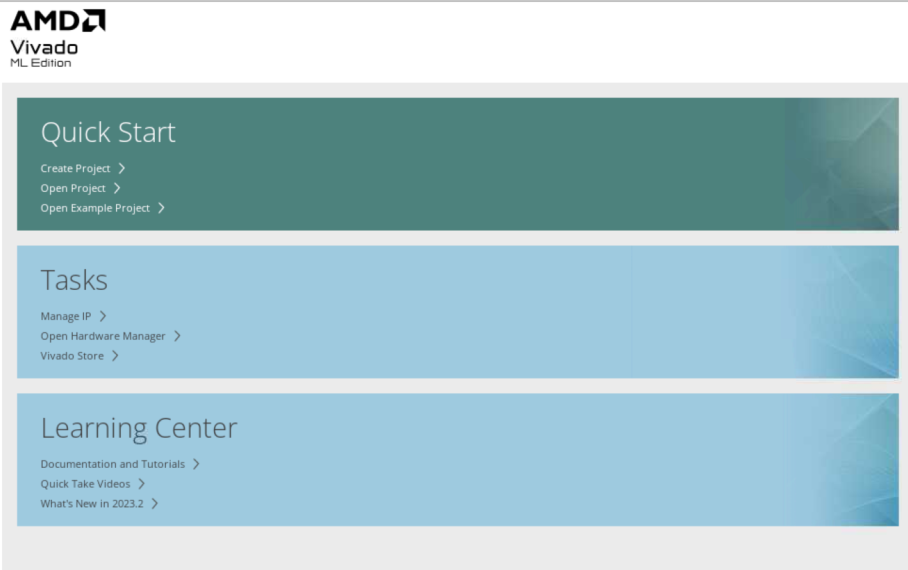 AMD
Vivado
ML Edition
Quick Start
Create Project >
Open Project >
Open Example Project >
Tasks
Manage IP >
Open Hardware Manager >
Vivado Store >
Learning Center
Documentation and Tutorials >
Quick Take Videos >
What's New in 2023.2 >